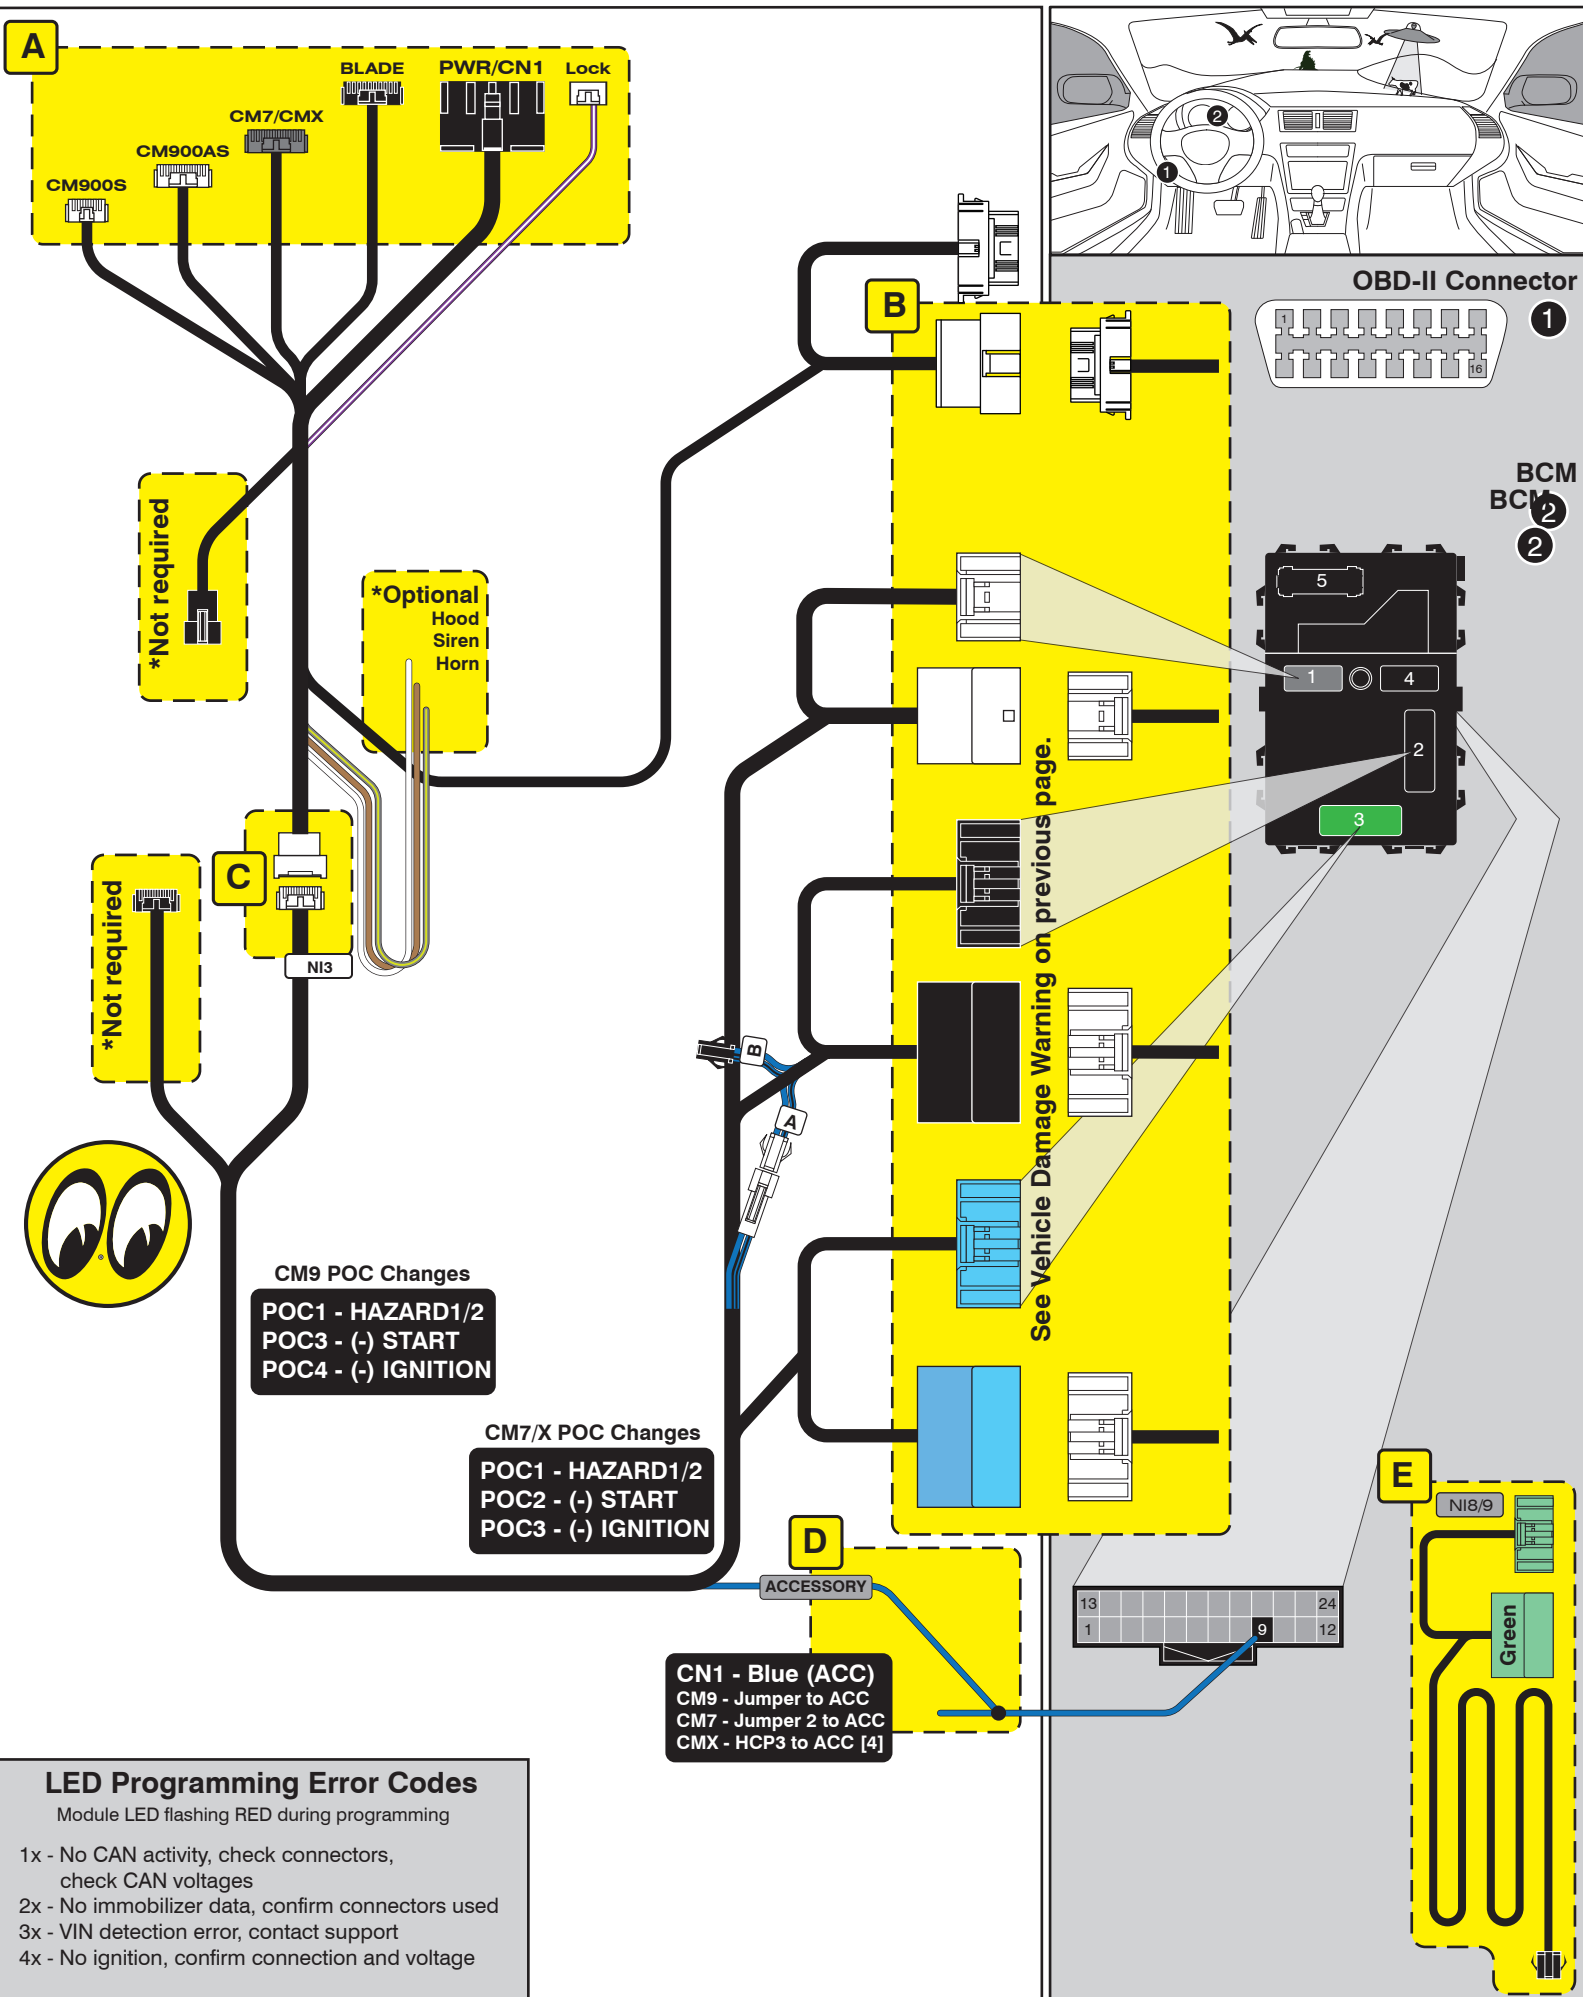 A
BLADE
PWR/CN1
Lock
CM7/CMX
CM900AS
CM900S
2
1
OBD-II Connector
1
1
16
B
BCM
BCM
2
2
*Not required
*Optional
Hood
Siren
Horn
5
1
4
2
3
See Vehicle Damage Warning on previous page.
C
*Not required
NI3
B
A
CM9 POC Changes
POC1 - HAZARD1/2
POC3 - (-) START
POC4 - (-) IGNITION
CM7/X POC Changes
POC1 - HAZARD1/2
POC2 - (-) START
POC3 - (-) IGNITION
D
ACCESSORY
CN1 - Blue (ACC)
CM9 - Jumper to ACC
CM7 - Jumper 2 to ACC
CMX - HCP3 to ACC [4]
13
24
1
9
12
E
NI8/9
Green
LED Programming Error Codes
Module LED flashing RED during programming
1x - No CAN activity, check connectors,
check CAN voltages
2x - No immobilizer data, confirm connectors used
3x - VIN detection error, contact support
4x - No ignition, confirm connection and voltage